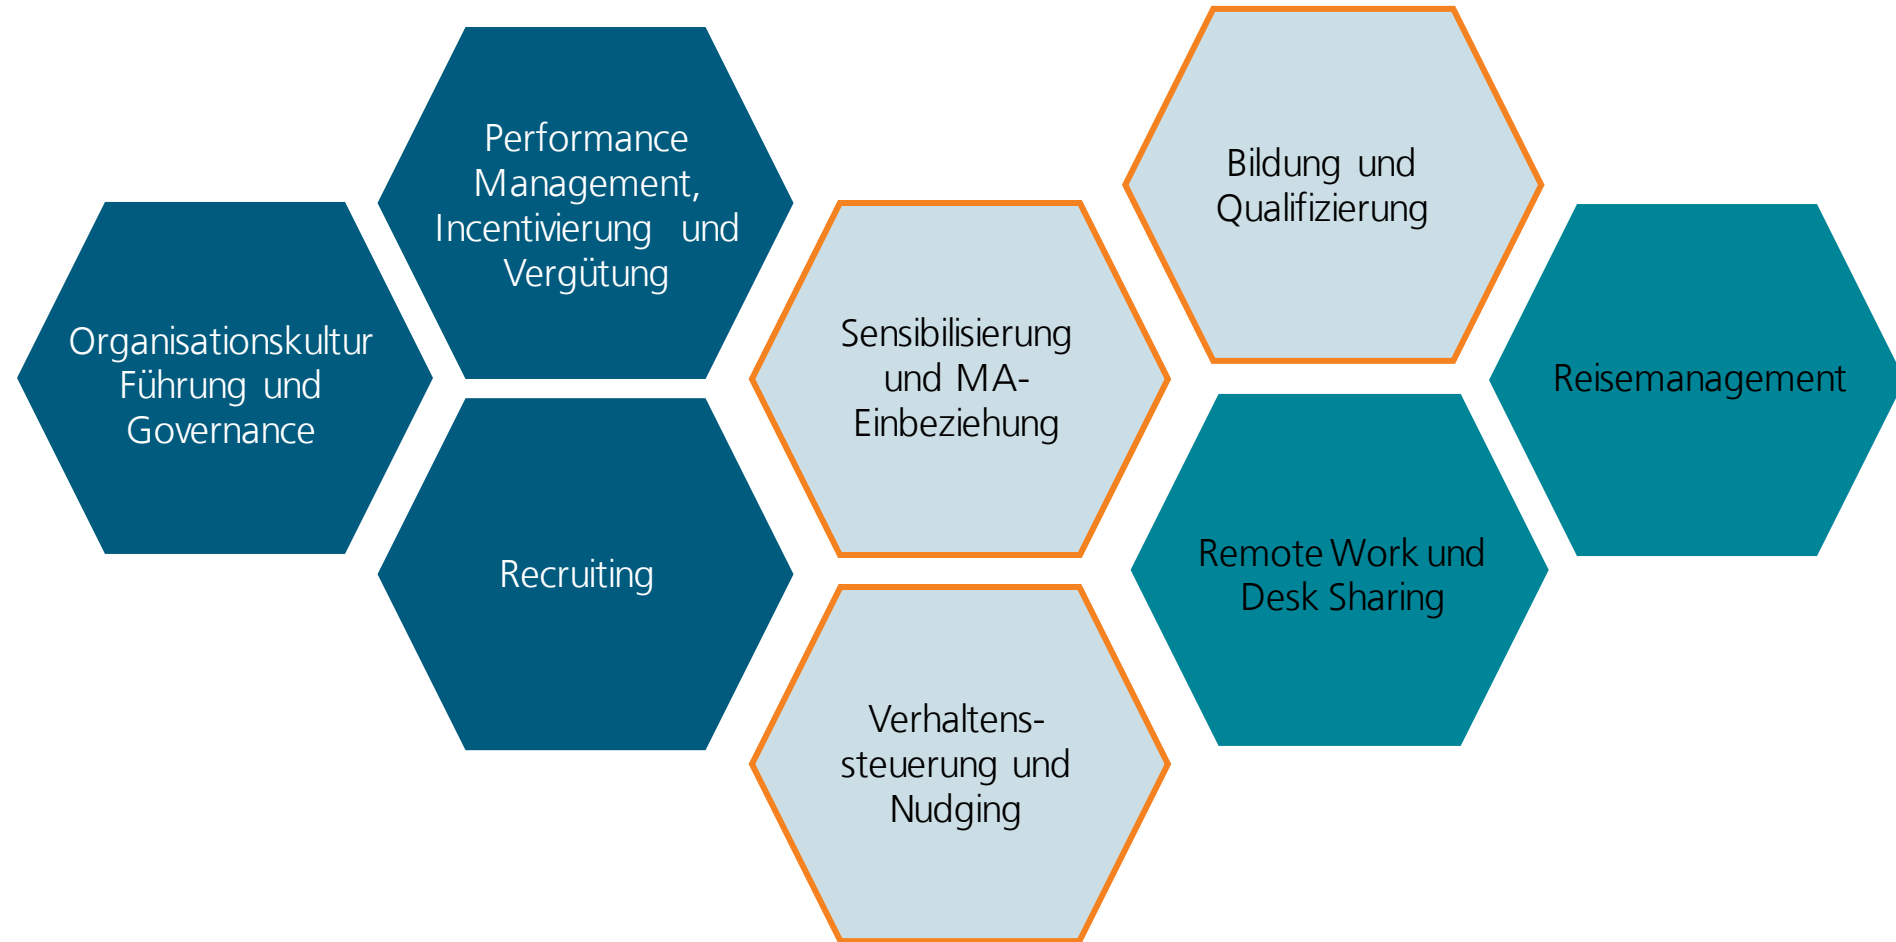 Organisationskultur
Führung und
Governance
Performance
Management,
Incentivierung und
Vergütung
Recruiting
Sensibilisierung
und MA-
Einbeziehung
Verhaltens-
steuerung und
Nudging
Bildung und
Qualifizierung
Remote Work und
Desk Sharing
Reisemanagement